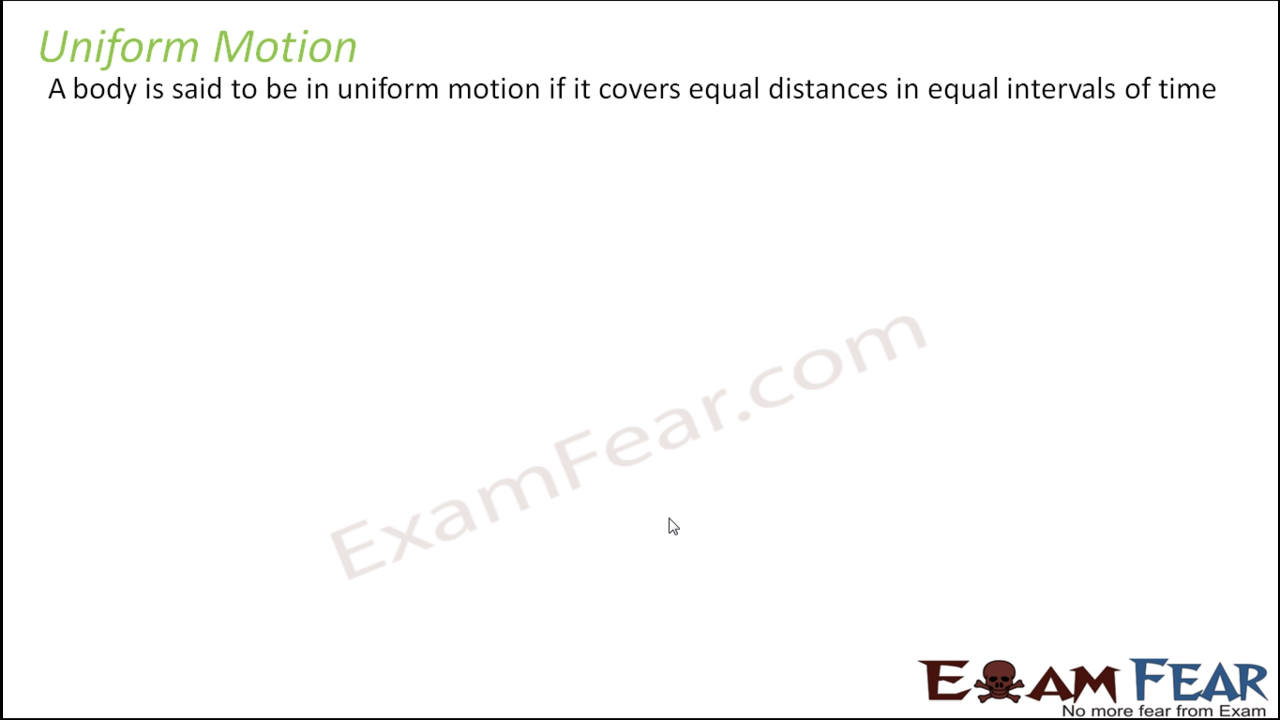 Uniform Motion
A body is said to be in uniform motion if it covers equal distances in equal intervals of time
ExamFear.com
EXAM FEAR
No more fear from Exam